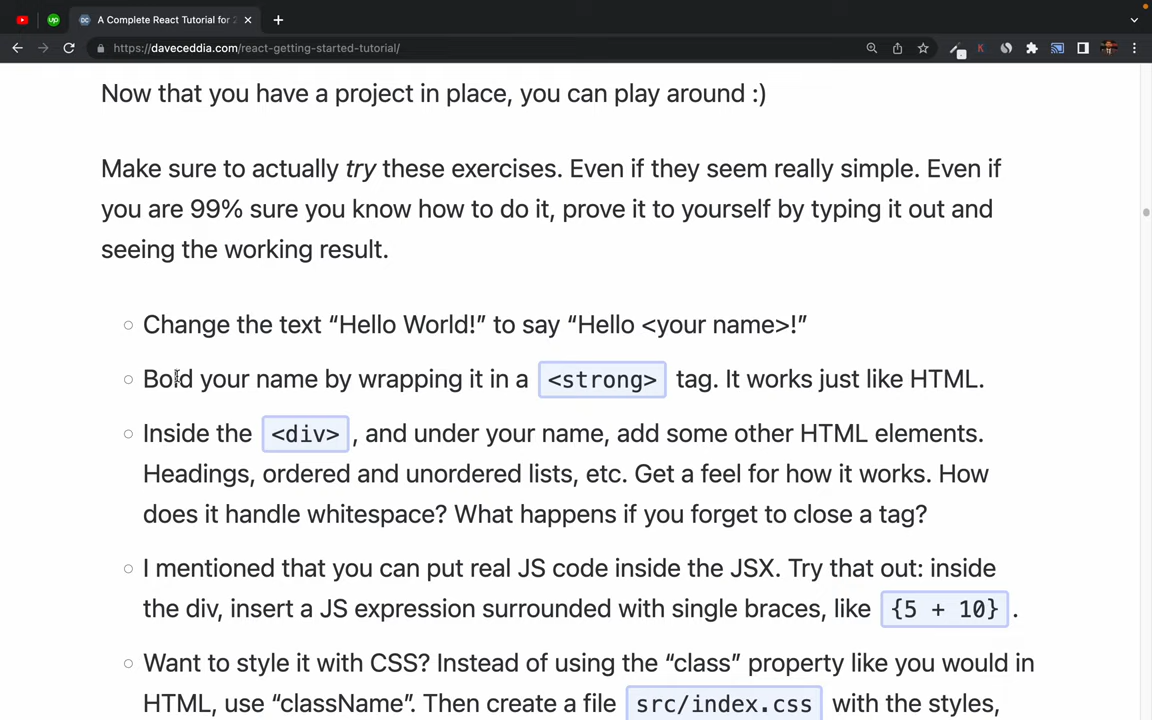 A Complete React Tutorial for 2
https://daveceddia.com/react-getting-started-tutorial/
Now that you have a project in place, you can play around :)
Make sure to actually try these exercises. Even if they seem really simple. Even if
you are 99% sure you know how to do it, prove it to yourself by typing it out and
seeing the working result.
Change the text “Hello World!” to say “Hello <your name>!”
Bold your name by wrapping it in a <strong> tag. It works just like HTML.
Inside the <div> , and under your name, add some other HTML elements.
Headings, ordered and unordered lists, etc. Get a feel for how it works. How
does it handle whitespace? What happens if you forget to close a tag?
I mentioned that you can put real JS code inside the JSX. Try that out: inside
the div, insert a JS expression surrounded with single braces, like {5 + 10} .
Want to style it with CSS? Instead of using the “class” property like you would in
HTML, use “className”. Then create a file src/index.css with the styles,